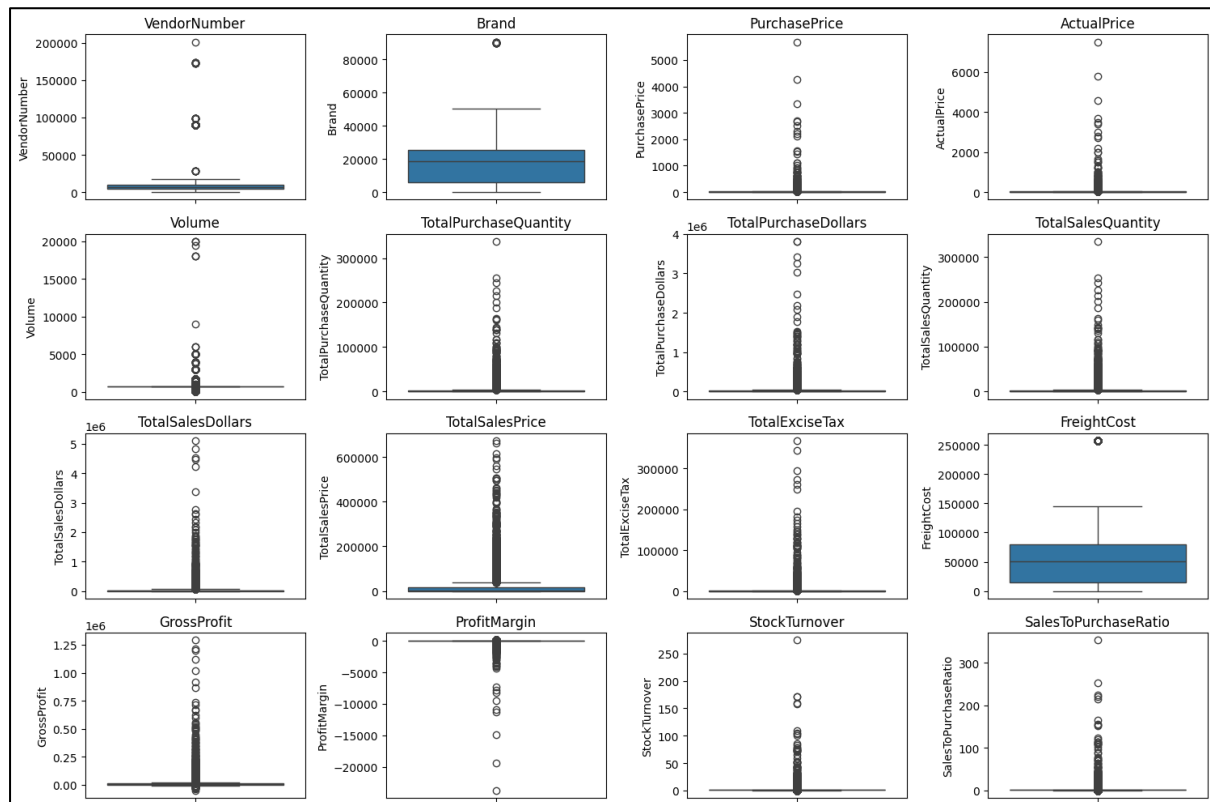 VendorNumber
Brand
PurchasePrice
ActualPrice
VendorNumber
200000
150000
100000
50000
0
Brand
80000
60000
40000
20000
0
PurchasePrice
5000
4000
3000
2000
1000
0
ActualPrice
6000
4000
2000
0
Volume
TotalPurchaseQuantity
TotalPurchaseDollars
TotalSalesQuantity
Volume
20000
15000
10000
5000
0
TotalPurchaseQuantity
300000
200000
100000
0
TotalPurchaseDollars
1e6
4
3
2
1
0
TotalSalesQuantity
300000
200000
100000
0
TotalSalesDollars
TotalSalesPrice
TotalExciseTax
FreightCost
TotalSalesDollars
1e6
5
4
3
2
1
0
TotalSalesPrice
600000
400000
200000
0
TotalExciseTax
300000
200000
100000
0
FreightCost
250000
200000
150000
100000
50000
0
GrossProfit
ProfitMargin
StockTurnover
SalesToPurchaseRatio
GrossProfit
1e6
1.25
1.00
0.75
0.50
0.25
0.00
ProfitMargin
0
−5000
−10000
−15000
−20000
StockTurnover
250
200
150
100
50
0
SalesToPurchaseRatio
300
200
100
0